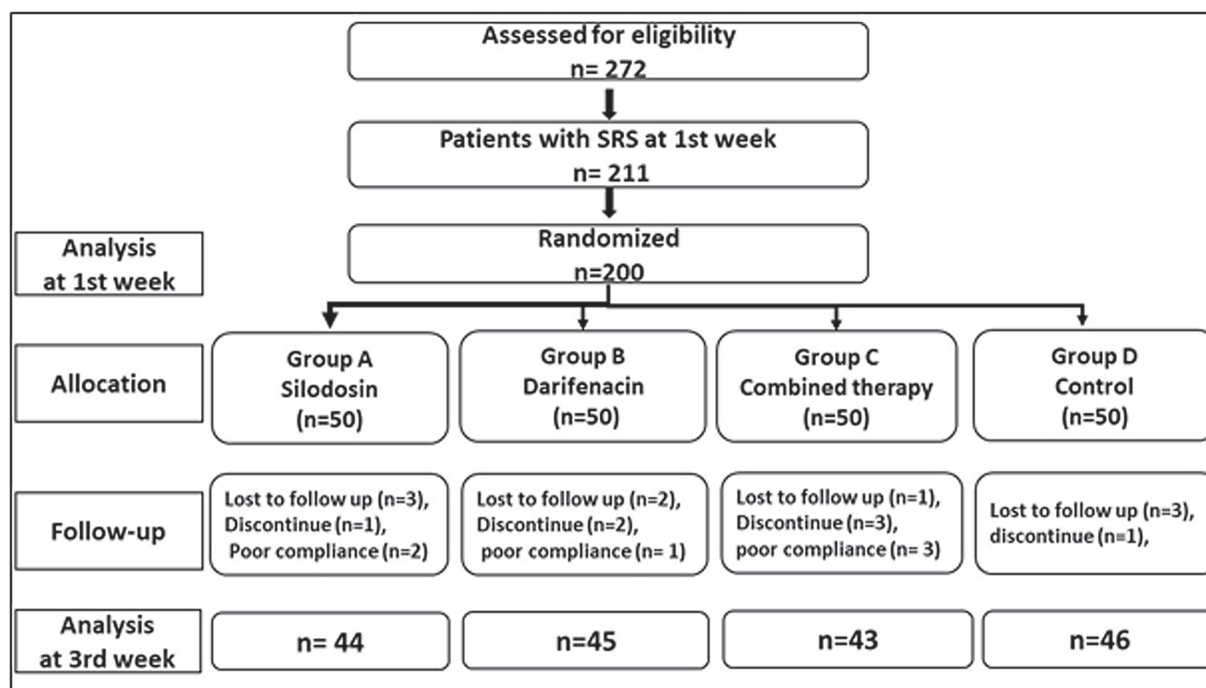 Assessed for eligibility
n= 272
Patients with SRS at 1st week
n= 211
Analysis
at 1st week
Randomized
n=200
Allocation
Group A
Silodosin
(n=50)
Group B
Darifenacin
(n=50)
Group C
Combined therapy
(n=50)
Group D
Control
(n=50)
Follow-up
Lost to follow up (n=3),
Discontinue (n=1),
Poor compliance (n=2)
Lost to follow up (n=2),
Discontinue (n=2),
poor compliance (n= 1)
Lost to follow up (n=1),
Discontinue (n=3),
poor compliance (n= 3)
Lost to follow up (n=3),
discontinue (n=1),
Analysis
at 3rd week
n= 44
n=45
n=43
n=46